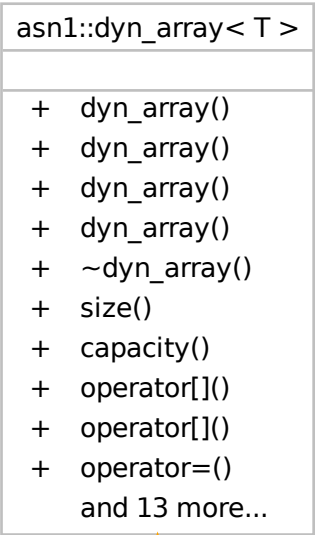 asn1::dyn_array< T >
+ dyn_array()
+ dyn_array()
+ dyn_array()
+ dyn_array()
+ ~dyn_array()
+ size()
+ capacity()
+ operator[]()
+ operator[]()
+ operator=()
and 13 more...